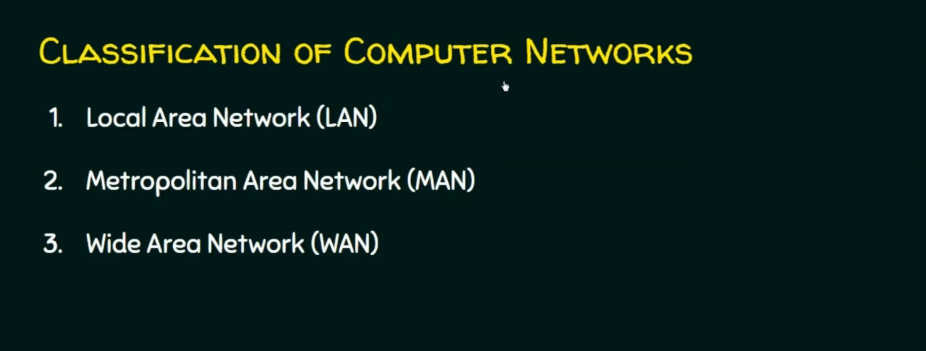 Classification of Computer Networks
1. Local Area Network (LAN)
2. Metropolitan Area Network (MAN)
3. Wide Area Network (WAN)